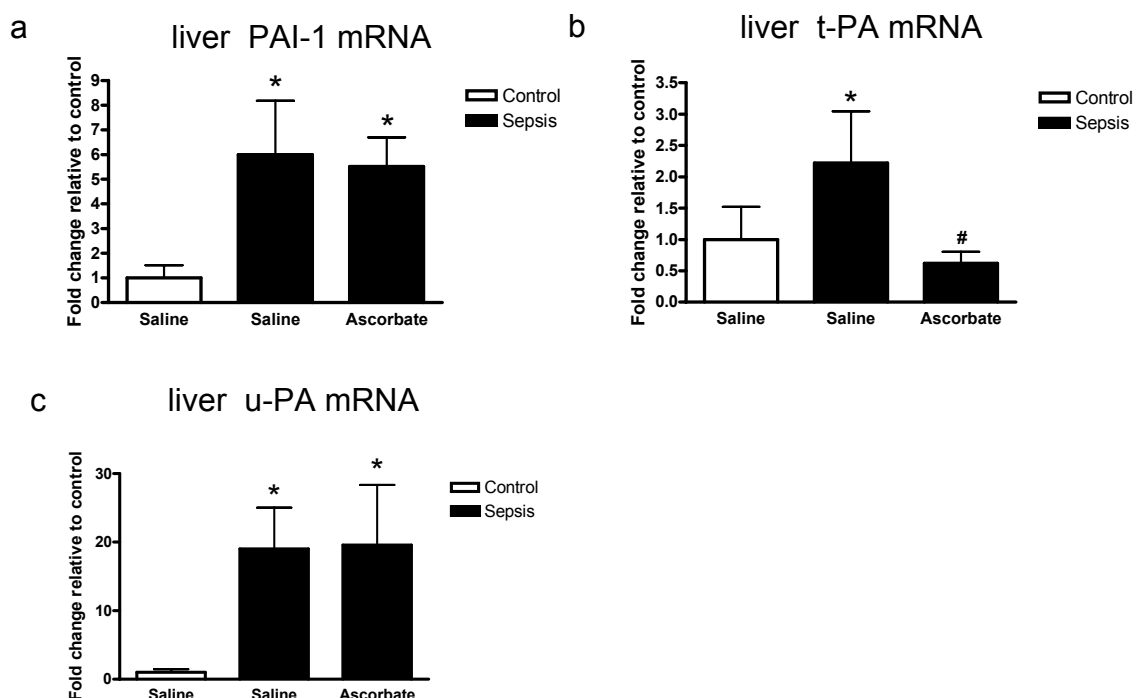 a
liver PAI-1 mRNA
Fold change relative to control
9
8
7
6
5
4
3
2
1
0
*
*
Saline
Saline
Ascorbate
Control
Sepsis
b
liver t-PA mRNA
Fold change relative to control
3.5
3.0
2.5
2.0
1.5
1.0
0.5
0.0
*
#
Saline
Saline
Ascorbate
Control
Sepsis
c
liver u-PA mRNA
Fold change relative to control
30
20
10
0
*
*
Saline
Saline
Ascorbate
Control
Sepsis